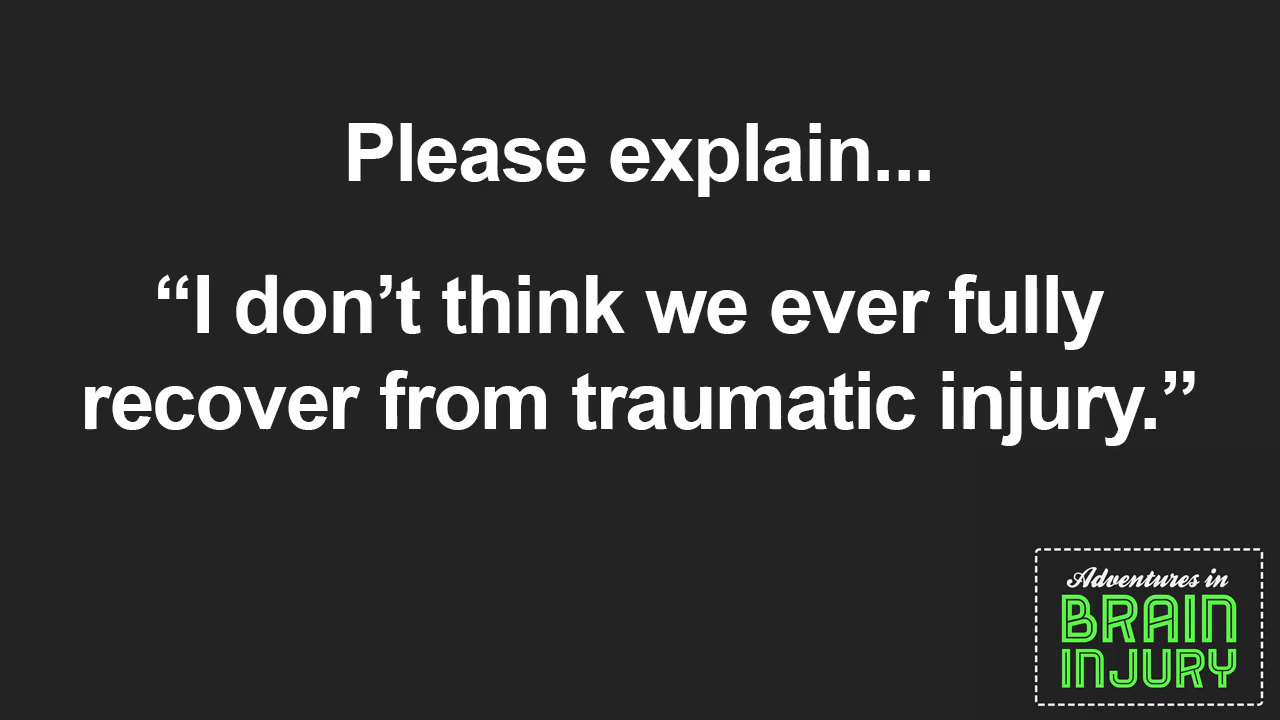 Please explain...
“I don’t think we ever fully
recover from traumatic injury.”
Adventures in
BRAIN
INJURY